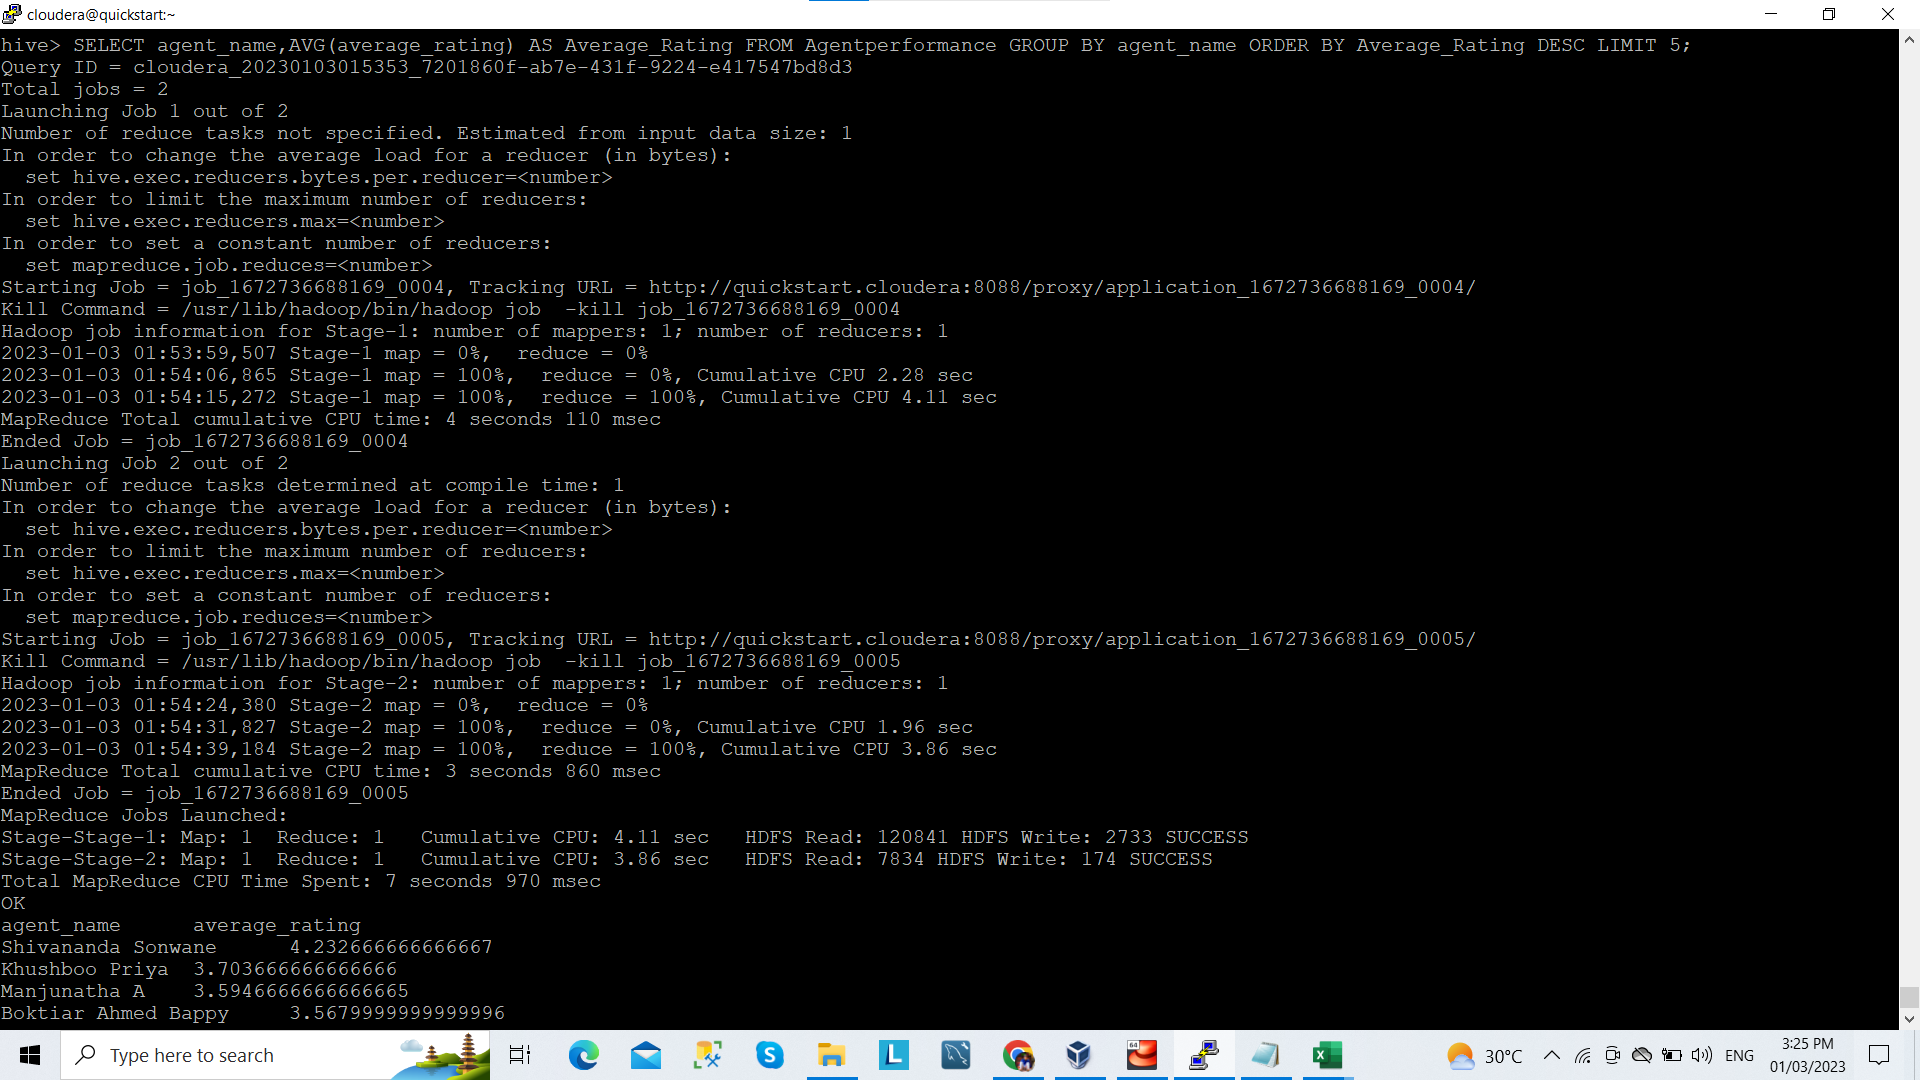 cloudera@quickstart:~
hive> SELECT agent_name,AVG(average_rating) AS Average_Rating FROM Agentperformance GROUP BY agent_name ORDER BY Average_Rating DESC LIMIT 5;
Query ID = cloudera_20230103015353_7201860f-ab7e-431f-9224-e417547bd8d3
Total jobs = 2
Launching Job 1 out of 2
Number of reduce tasks not specified. Estimated from input data size: 1
In order to change the average load for a reducer (in bytes):
  set hive.exec.reducers.bytes.per.reducer=<number>
In order to limit the maximum number of reducers:
  set hive.exec.reducers.max=<number>
In order to set a constant number of reducers:
  set mapreduce.job.reduces=<number>
Starting Job = job_1672736688169_0004, Tracking URL = http://quickstart.cloudera:8088/proxy/application_1672736688169_0004/
Kill Command = /usr/lib/hadoop/bin/hadoop job  -kill job_1672736688169_0004
Hadoop job information for Stage-1: number of mappers: 1; number of reducers: 1
2023-01-03 01:53:59,507 Stage-1 map = 0%,  reduce = 0%
2023-01-03 01:54:06,865 Stage-1 map = 100%,  reduce = 0%, Cumulative CPU 2.28 sec
2023-01-03 01:54:15,272 Stage-1 map = 100%,  reduce = 100%, Cumulative CPU 4.11 sec
MapReduce Total cumulative CPU time: 4 seconds 110 msec
Ended Job = job_1672736688169_0004
Launching Job 2 out of 2
Number of reduce tasks determined at compile time: 1
In order to change the average load for a reducer (in bytes):
  set hive.exec.reducers.bytes.per.reducer=<number>
In order to limit the maximum number of reducers:
  set hive.exec.reducers.max=<number>
In order to set a constant number of reducers:
  set mapreduce.job.reduces=<number>
Starting Job = job_1672736688169_0005, Tracking URL = http://quickstart.cloudera:8088/proxy/application_1672736688169_0005/
Kill Command = /usr/lib/hadoop/bin/hadoop job  -kill job_1672736688169_0005
Hadoop job information for Stage-2: number of mappers: 1; number of reducers: 1
2023-01-03 01:54:24,380 Stage-2 map = 0%,  reduce = 0%
2023-01-03 01:54:31,827 Stage-2 map = 100%,  reduce = 0%, Cumulative CPU 1.96 sec
2023-01-03 01:54:39,184 Stage-2 map = 100%,  reduce = 100%, Cumulative CPU 3.86 sec
MapReduce Total cumulative CPU time: 3 seconds 860 msec
Ended Job = job_1672736688169_0005
MapReduce Jobs Launched:
Stage-Stage-1: Map: 1  Reduce: 1   Cumulative CPU: 4.11 sec   HDFS Read: 120841 HDFS Write: 2733 SUCCESS
Stage-Stage-2: Map: 1  Reduce: 1   Cumulative CPU: 3.86 sec   HDFS Read: 7834 HDFS Write: 174 SUCCESS
Total MapReduce CPU Time Spent: 7 seconds 970 msec
OK
agent_name      average_rating
Shivananda Sonwane      4.232666666666667
Khushboo Priya  3.703666666666666
Manjunatha A    3.5946666666666665
Boktiar Ahmed Bappy     3.5679999999999996
Type here to search
64
30°C
ENG
3:25 PM
01/03/2023